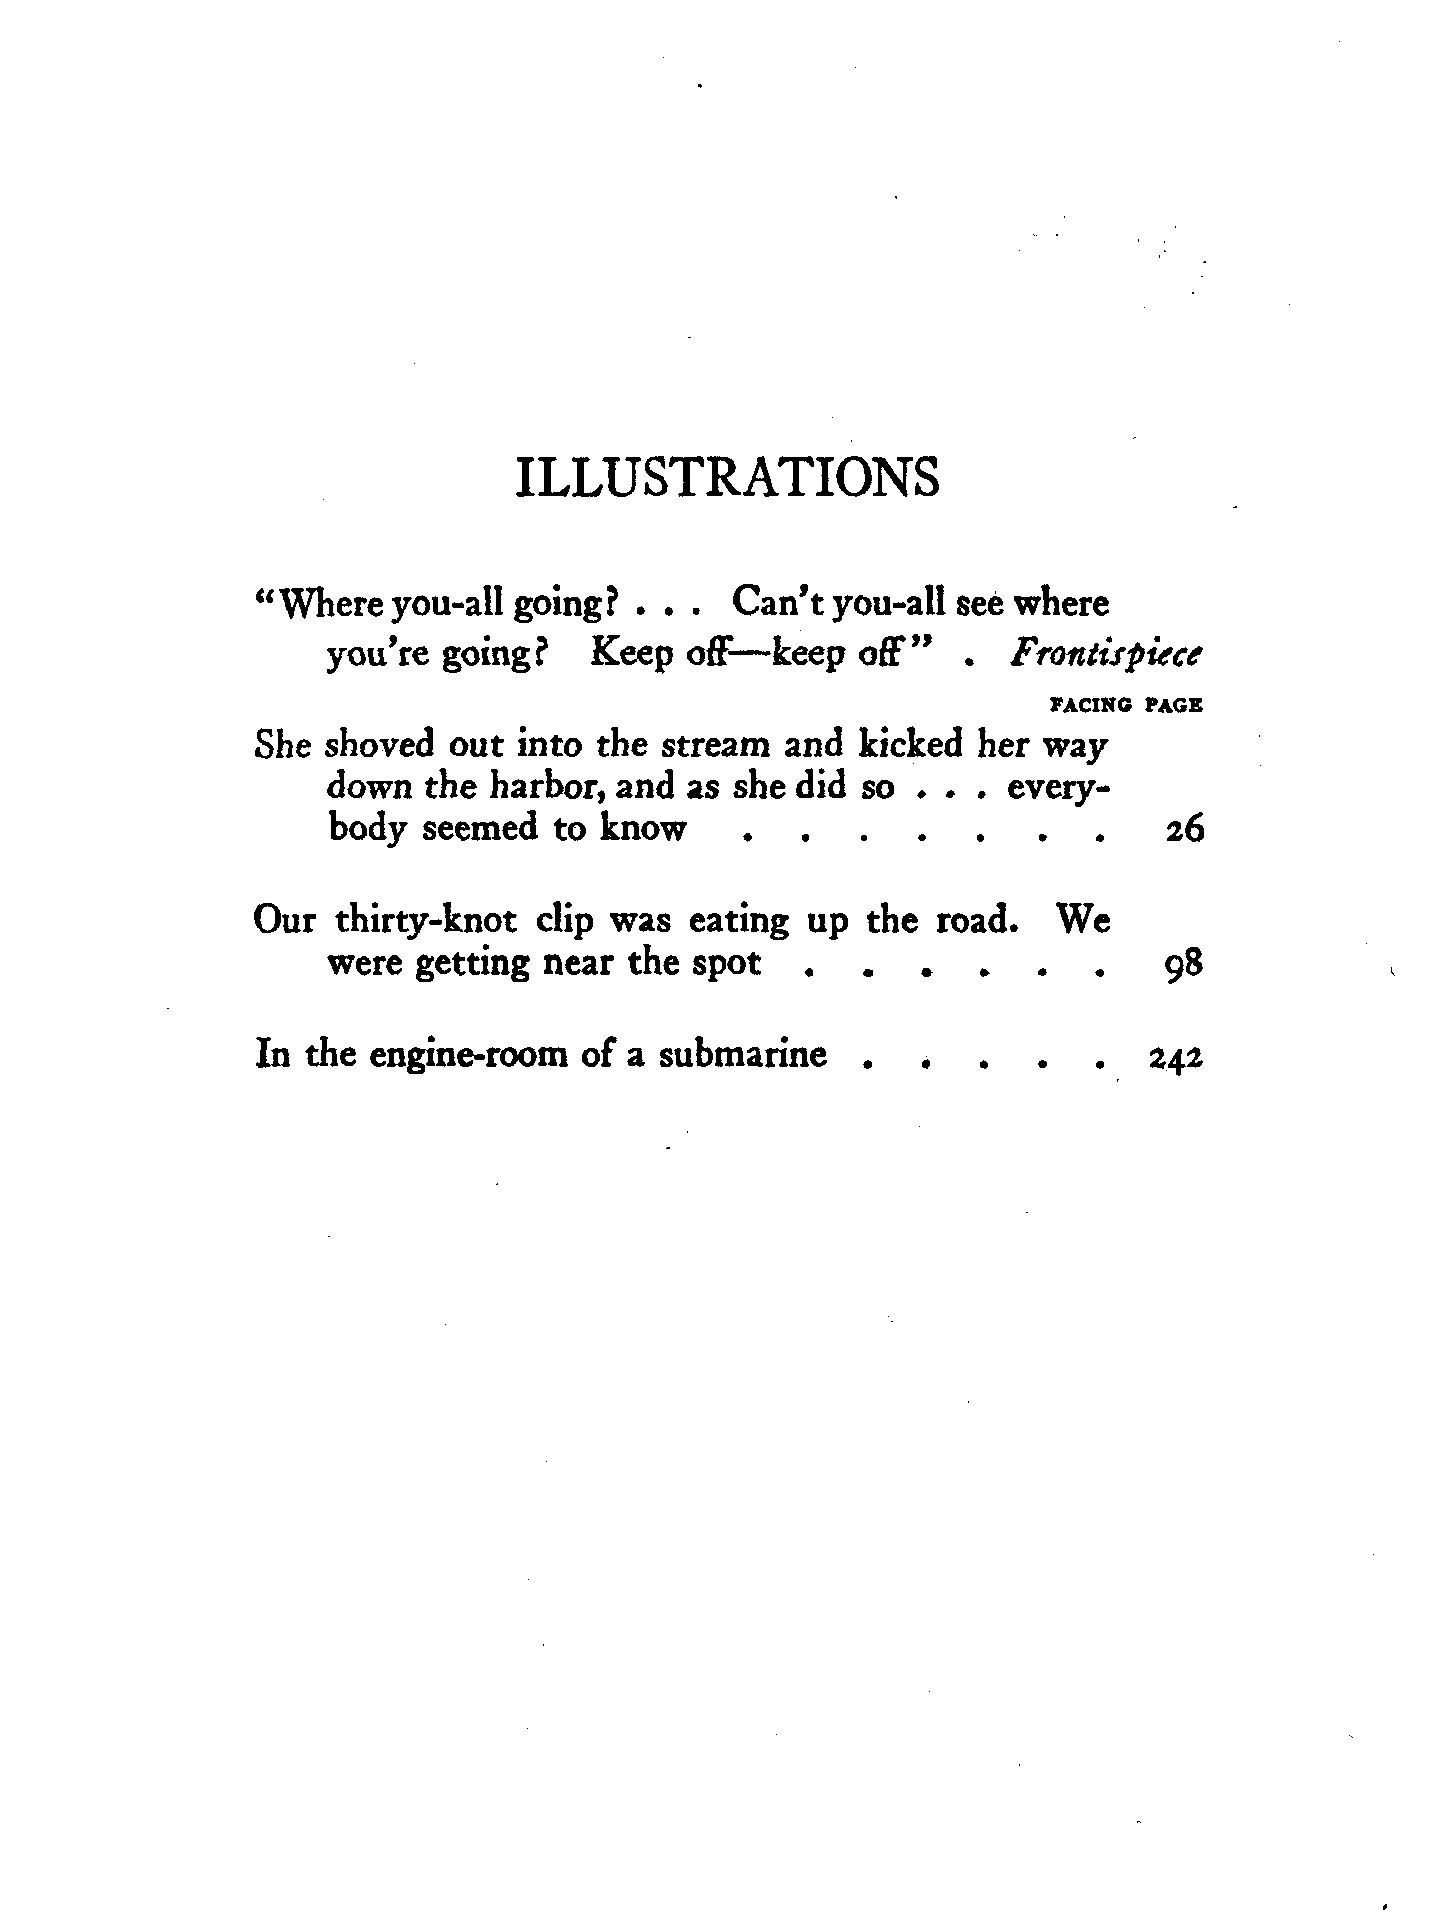 ILLUSTRATIONS
“Where you-all going? . . . Can’t you-all see where
you’re going? Keep off—keep off” . Frontispiece
FACING PAGE
She shoved out into the stream and kicked her way
down the harbor, and as she did so . . . every-
body seemed to know . . . . . . . 26
Our thirty-knot clip was eating up the road. We
were getting near the spot . . . . . . 98
In the engine-room of a submarine . . . . . 242